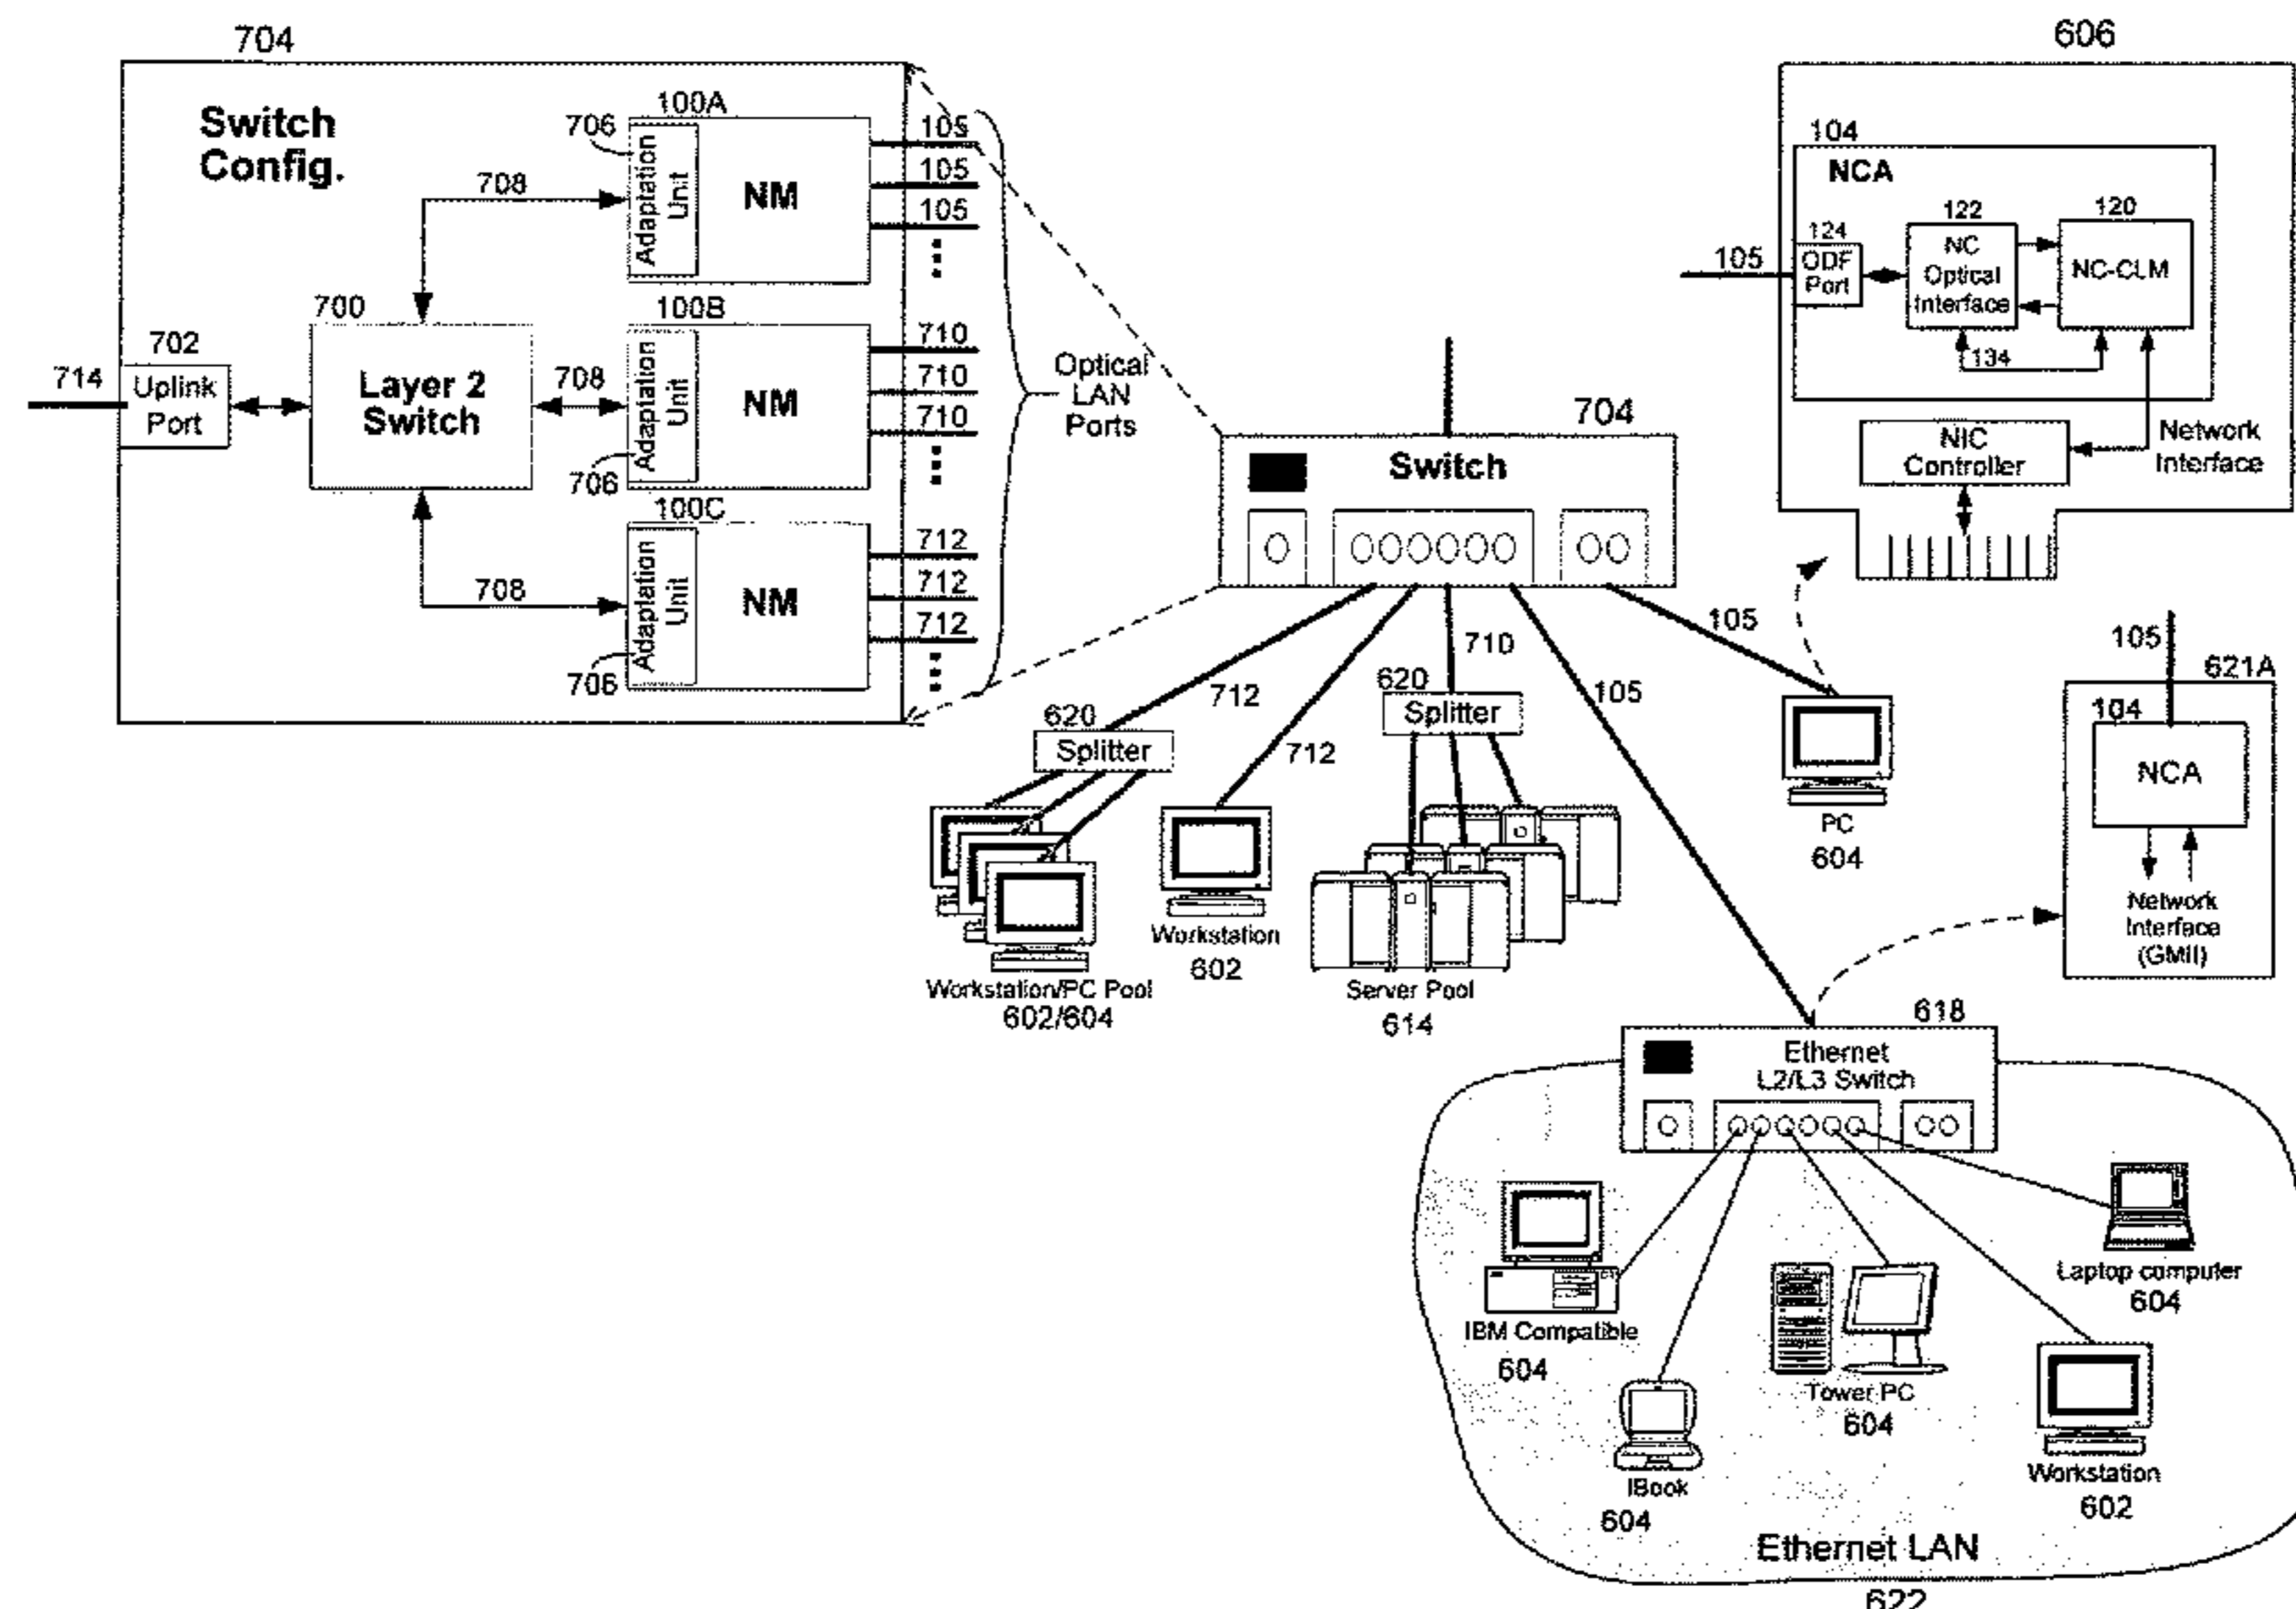 704
Switch
Config.
100A
706
Adaptation
Unit
NM
105
105
105
708
700
702
714
Uplink
Port
Layer 2
Switch
708
100B
Adaptation
Unit
706
NM
710
710
710
Optical
LAN
Ports
100C
708
Adaptation
Unit
706
NM
712
712
712
704
Switch
712
620
Splitter
712
710
620
Splitter
105
105
Workstation/PC Pool
602/604
Workstation
602
Server Pool
614
PC
604
606
104
NCA
105
124
ODF
Port
122
NC
Optical
Interface
120
NC-CLM
134
NIC
Controller
Network
Interface
105
621A
104
NCA
Network
Interface
(GMII)
618
Ethernet
L2/L3 Switch
IBM Compatible
604
IBook
604
Tower PC
604
Laptop computer
604
Workstation
602
Ethernet LAN
622